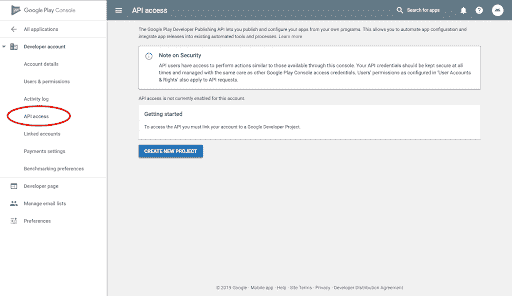 Google Play Console
API access
Search for apps
All applications
Developer account
Account details
Users & permissions
Activity log
API access
Linked accounts
Payments settings
Benchmarking preferences
Developer page
Manage email lists
Preferences
The Google Play Developer Publishing API lets you publish and configure your apps from your own programs. This allows you to automate app configuration and
integrate app releases into existing automated tools and processes. Learn more
Note on Security
API users have access to perform actions similar to those available through this console. Your API credentials should be kept secure at all
times and managed with the same care as other Google Play Console access credentials. Users' permissions as configured in 'User Accounts
& Rights' also apply to API requests.
API access is not currently enabled for this account.
Getting started
To access the API you must link your account to a Google Developer Project.
CREATE NEW PROJECT
© 2019 Google · Mobile app · Help · Site Terms · Privacy · Developer Distribution Agreement